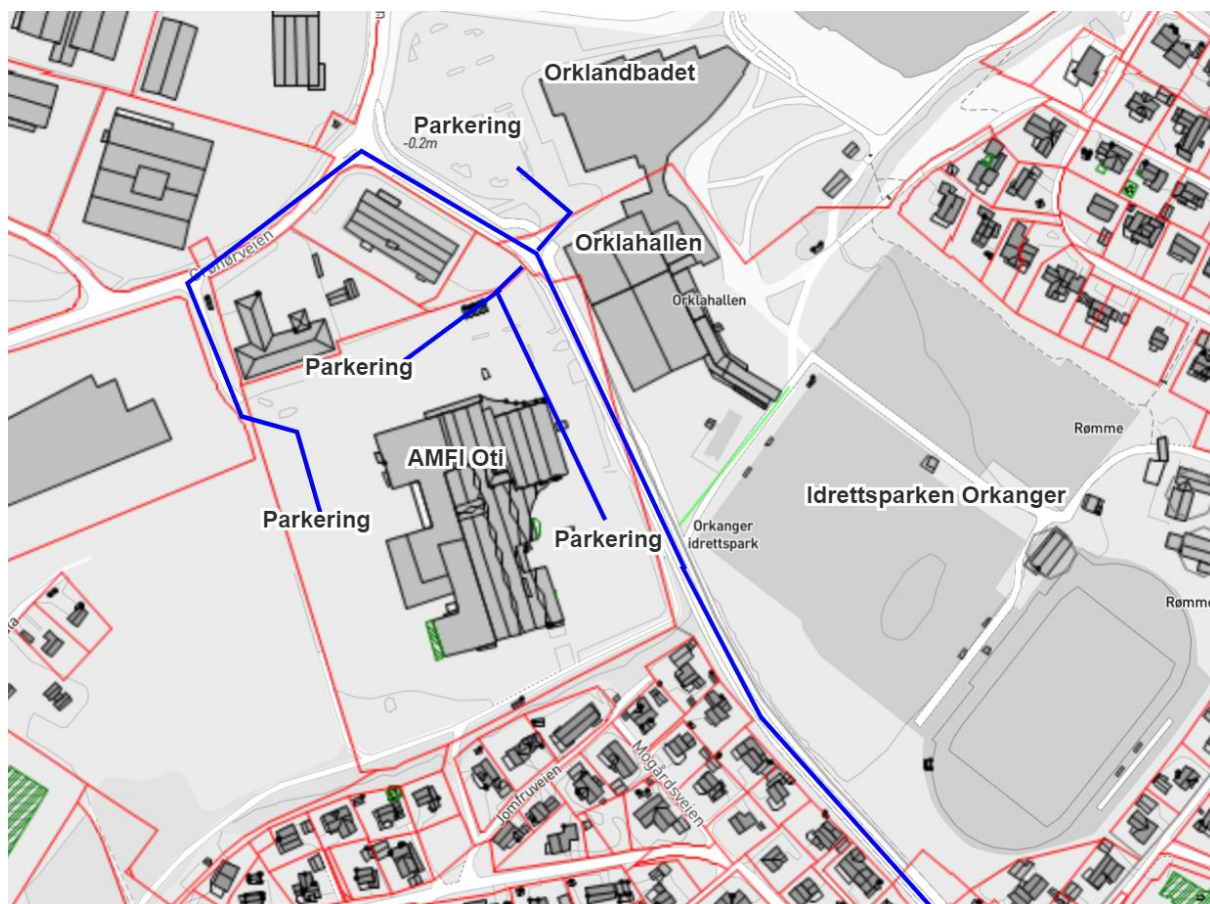 Orklandbadet
Parkering
-0.2m
Orklahallen
Orklahallen
Parkering
AMFI Oti
Rømme
Idrettsparken Orkanger
Parkering
Orkanger
idrettspark
Parkering
Rømme
Mogårdsveien
Jomfruveien